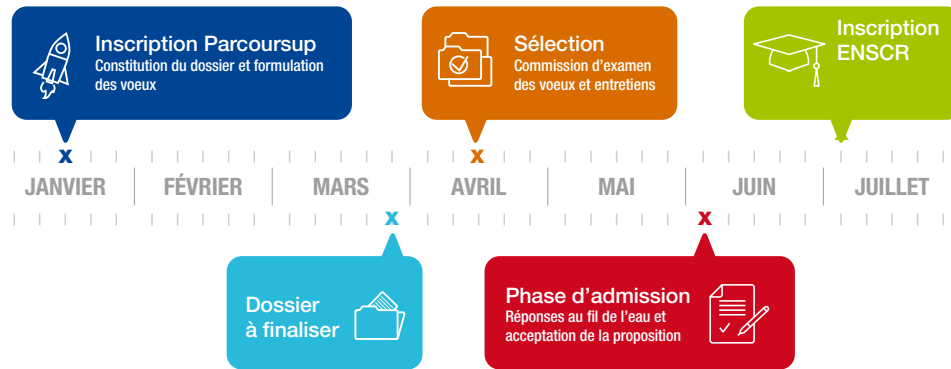 Inscription Parcoursup
Constitution du dossier et formulation
des voeux
Sélection
Commission d'examen
des voeux et entretiens
Inscription
ENSCR
x
x
JANVIER
FÉVRIER
MARS
AVRIL
MAI
JUIN
JUILLET
x
x
Dossier
à finaliser
Phase d'admission
Réponses au fil de l'eau et
acceptation de la proposition